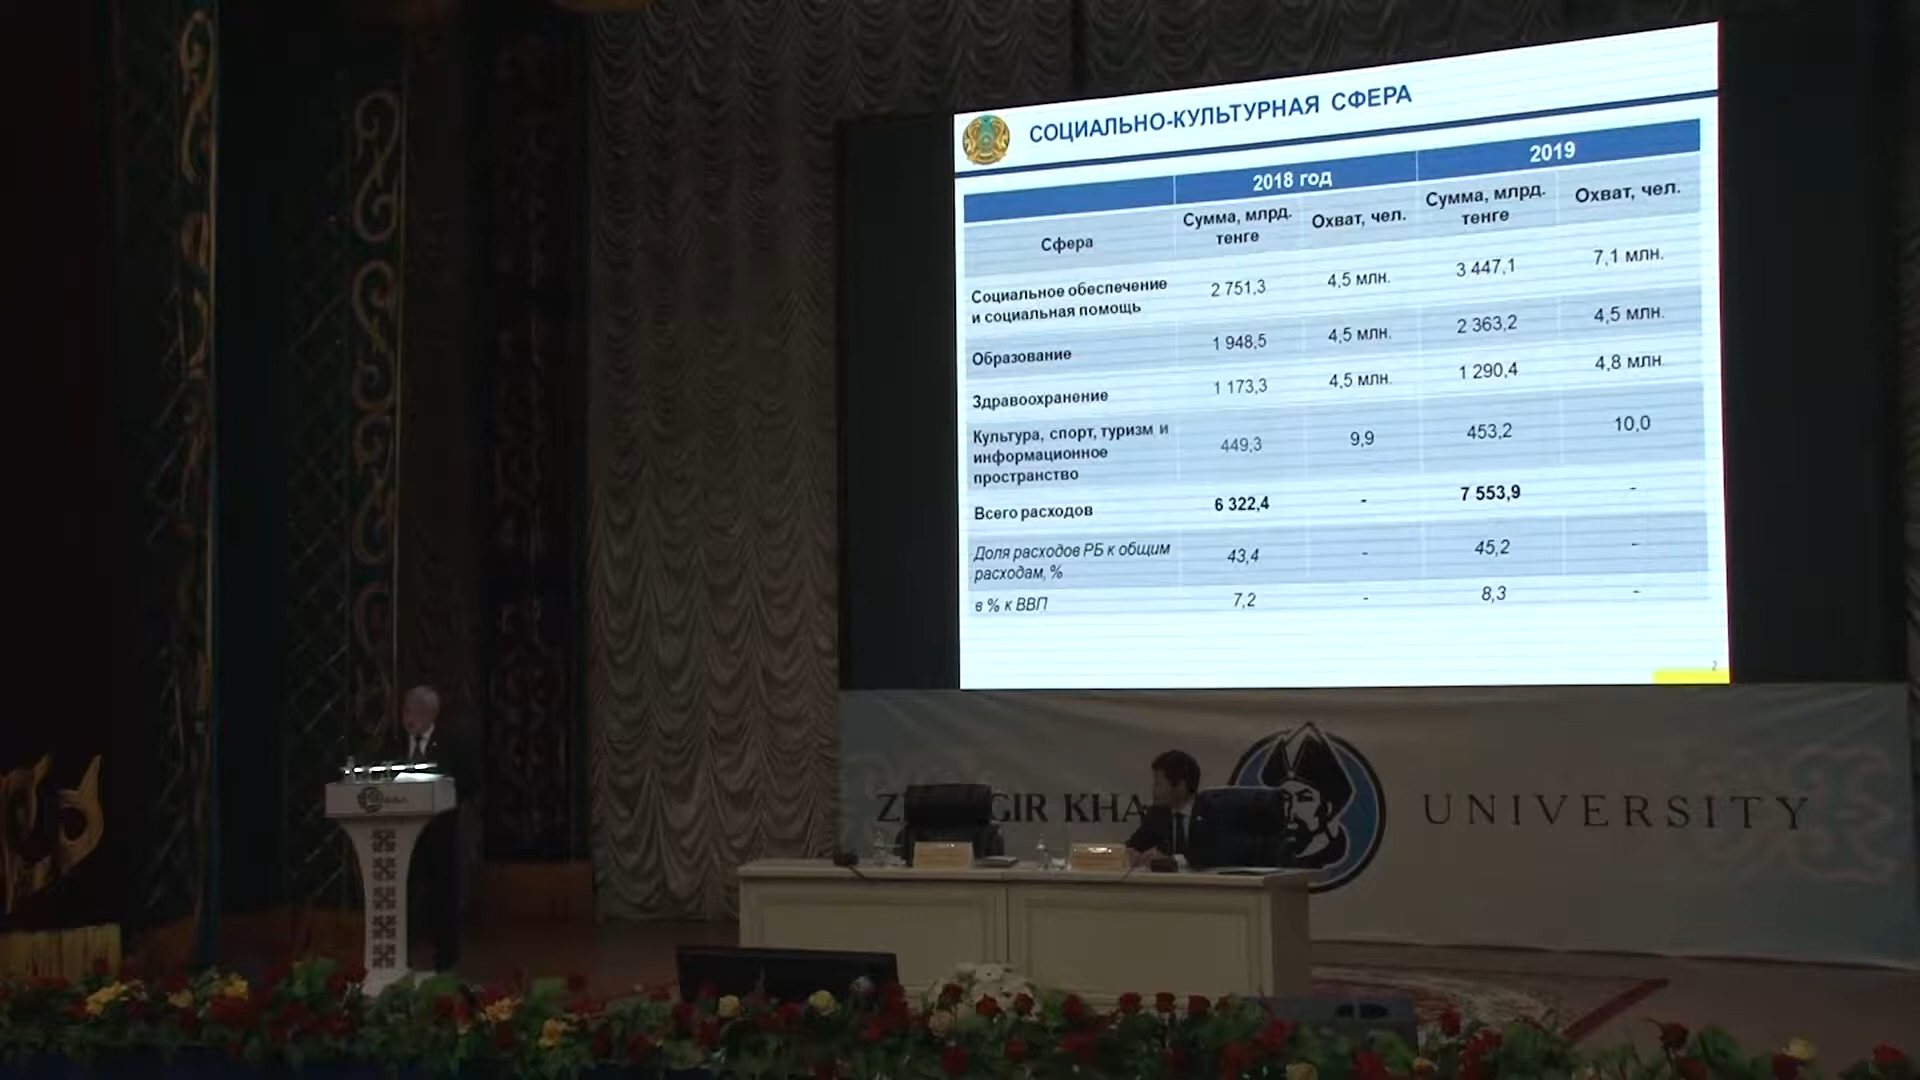 СОЦИАЛЬНО-КУЛЬТУРНАЯ СФЕРА
2018 год 2019
Сфера Сумма, млрд. тенге Охват, чел. Сумма, млрд. тенге Охват, чел.
Социальное обеспечение
и социальная помощь 2 751,3 4,5 млн. 3 447,1 7,1 млн.
Образование 1 948,5 4,5 млн. 2 363,2 4,5 млн.
Здравоохранение 1 173,3 4,5 млн. 1 290,4 4,8 млн.
Культура, спорт, туризм и
информационное
пространство 449,3 9,9 453,2 10,0
Всего расходов 6 322,4 - 7 553,9 -
Доля расходов РБ к общим
расходам, % 43,4 - 45,2 -
в % к ВВП 7,2 - 8,3 -
2
UNIVERSITY